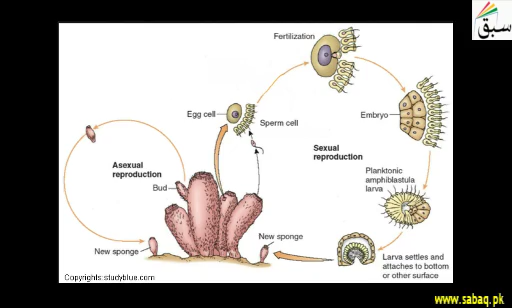 سبق
Fertilization
Egg cell
Sperm cell
Embryo
Asexual
reproduction
Sexual
reproduction
Bud
Planktonic
amphiblastula
larva
New sponge
New sponge
Larva settles and
attaches to bottom
or other surface
Copyrights:studyblue.com
www.sabaq.pk